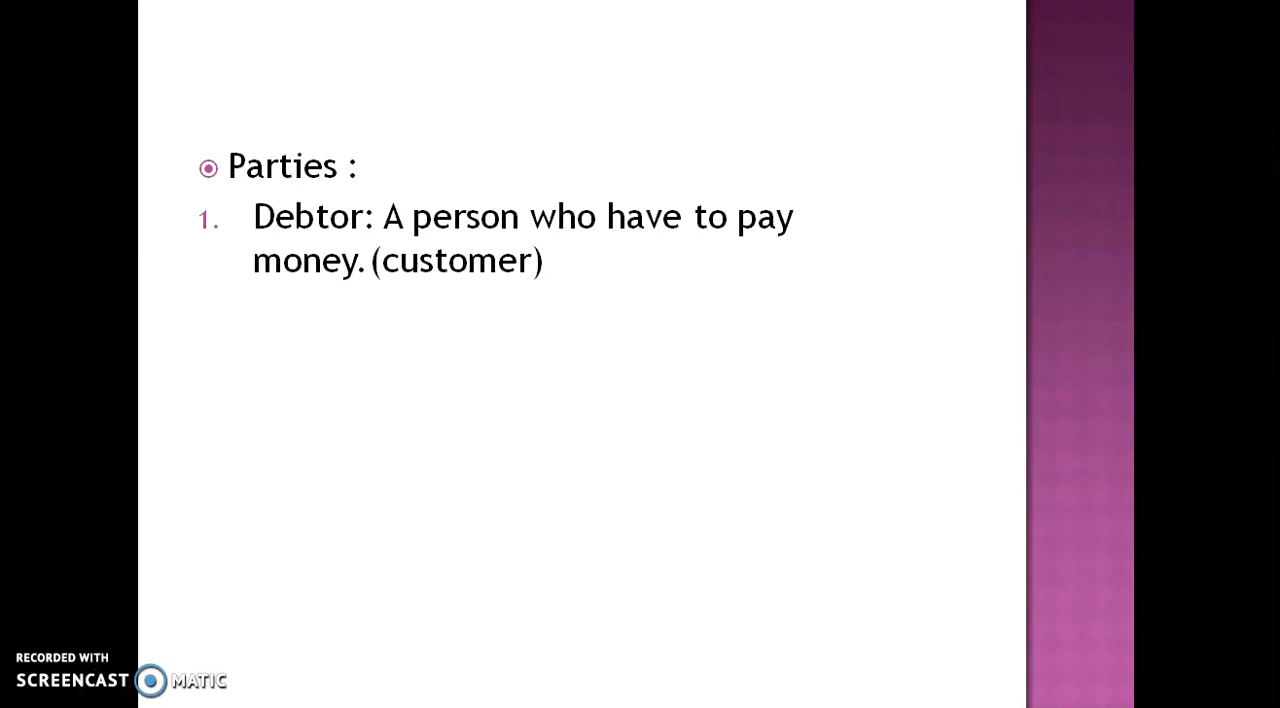 Parties :
1. Debtor: A person who have to pay
money.(customer)
RECORDED WITH
SCREENCAST MATIC